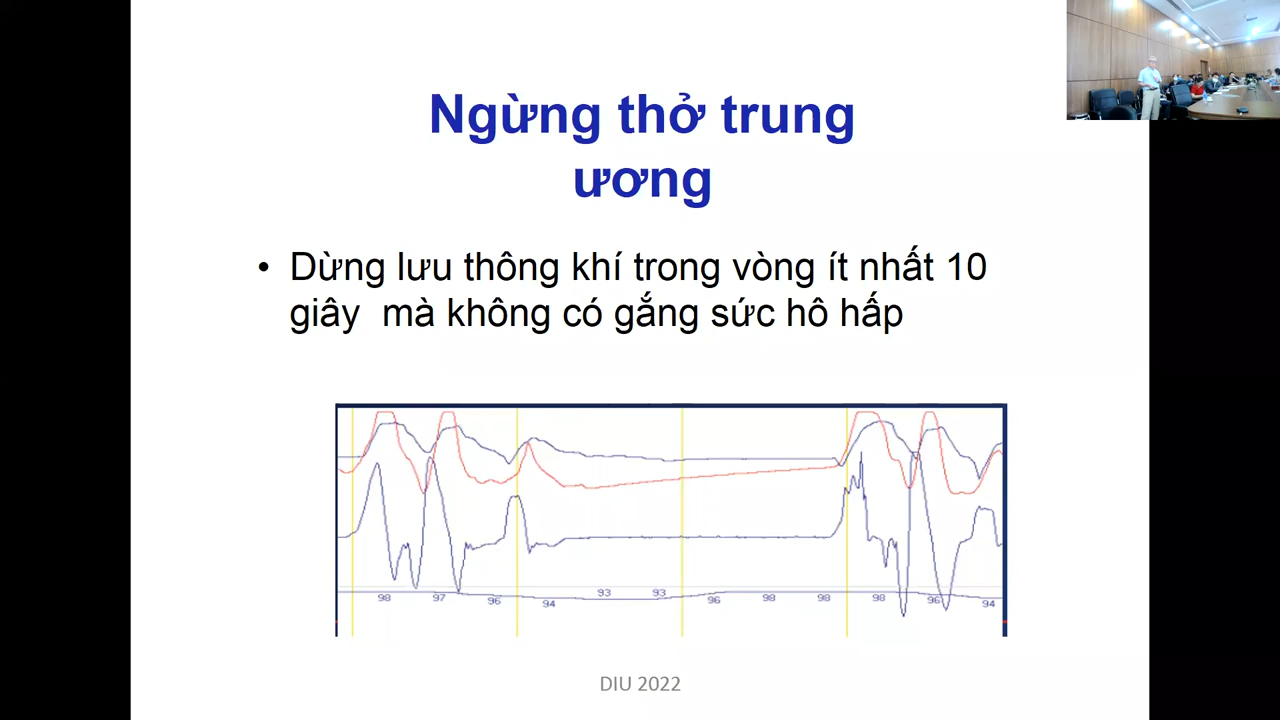 Ngừng thở trung
ương
• Dừng lưu thông khí trong vòng ít nhất 10
giây mà không có gắng sức hô hấp
98 97 96 94 93 93 96 98 98 98 96 94
DIU 2022